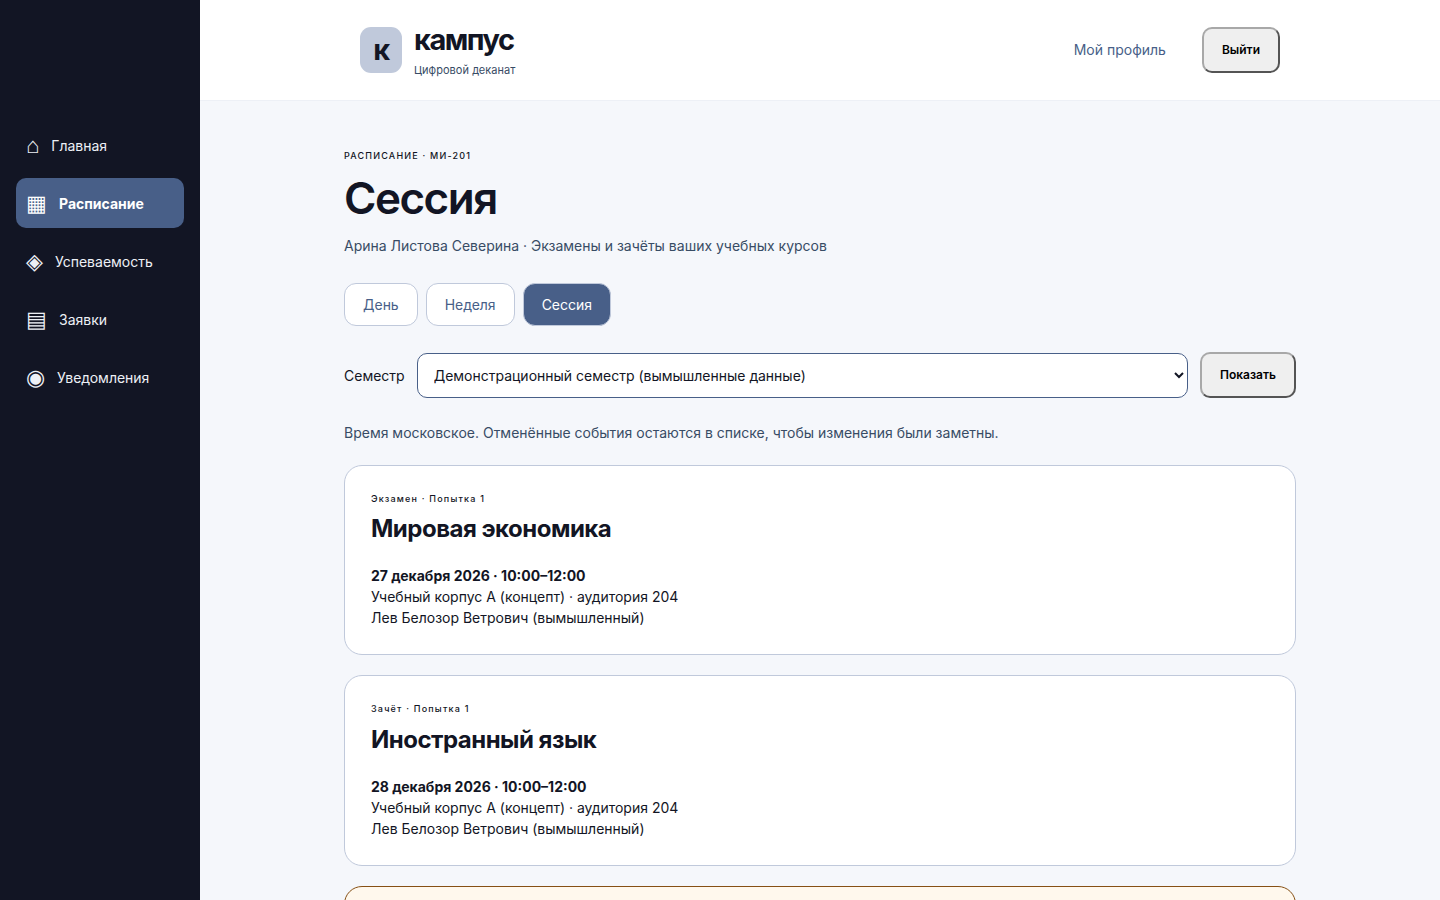 к
кампус
Цифровой деканат
Мой профиль
Выйти
Главная
Расписание
Успеваемость
Заявки
Уведомления
РАСПИСАНИЕ · МИ-201
Сессия
Арина Листова Северина · Экзамены и зачёты ваших учебных курсов
День
Неделя
Сессия
Семестр
Демонстрационный семестр (вымышленные данные)
Показать
Время московское. Отменённые события остаются в списке, чтобы изменения были заметны.
Экзамен · Попытка 1
Мировая экономика
27 декабря 2026 · 10:00–12:00
Учебный корпус А (концепт) · аудитория 204
Лев Белозор Ветрович (вымышленный)
Зачёт · Попытка 1
Иностранный язык
28 декабря 2026 · 10:00–12:00
Учебный корпус А (концепт) · аудитория 204
Лев Белозор Ветрович (вымышленный)